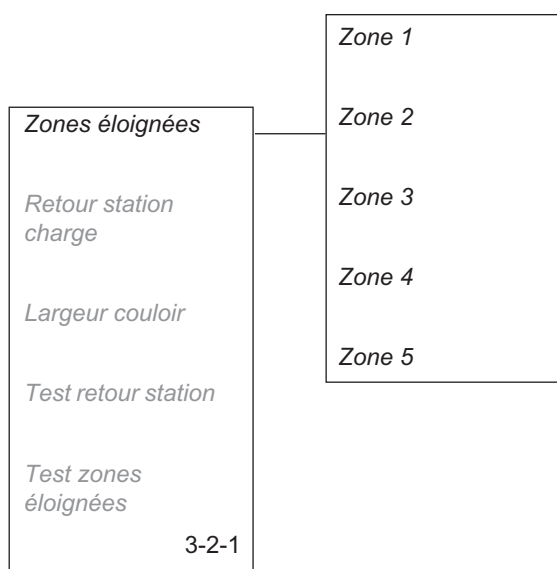 Zones éloignées
Retour station
charge
Largeur couloir
Test retour station
Test zones
éloignées
3-2-1
Zone 1
Zone 2
Zone 3
Zone 4
Zone 5